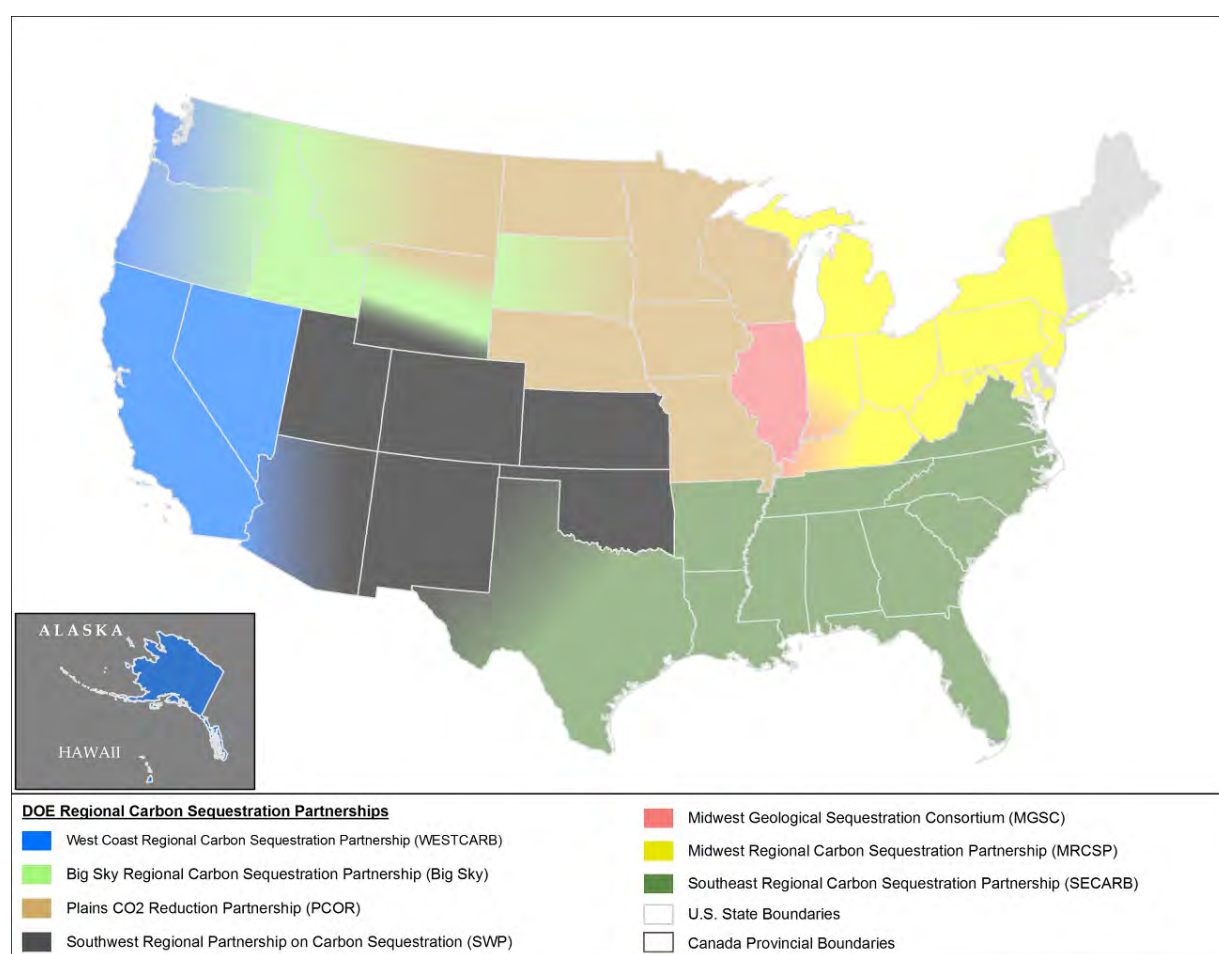 ALASKA
HAWAII
DOE Regional Carbon Sequestration Partnerships
West Coast Regional Carbon Sequestration Partnership (WESTCARB)
Big Sky Regional Carbon Sequestration Partnership (Big Sky)
Plains CO2 Reduction Partnership (PCOR)
Southwest Regional Partnership on Carbon Sequestration (SWP)
Midwest Geological Sequestration Consortium (MGSC)
Midwest Regional Carbon Sequestration Partnership (MRCSP)
Southeast Regional Carbon Sequestration Partnership (SECARB)
U.S. State Boundaries
Canada Provincial Boundaries